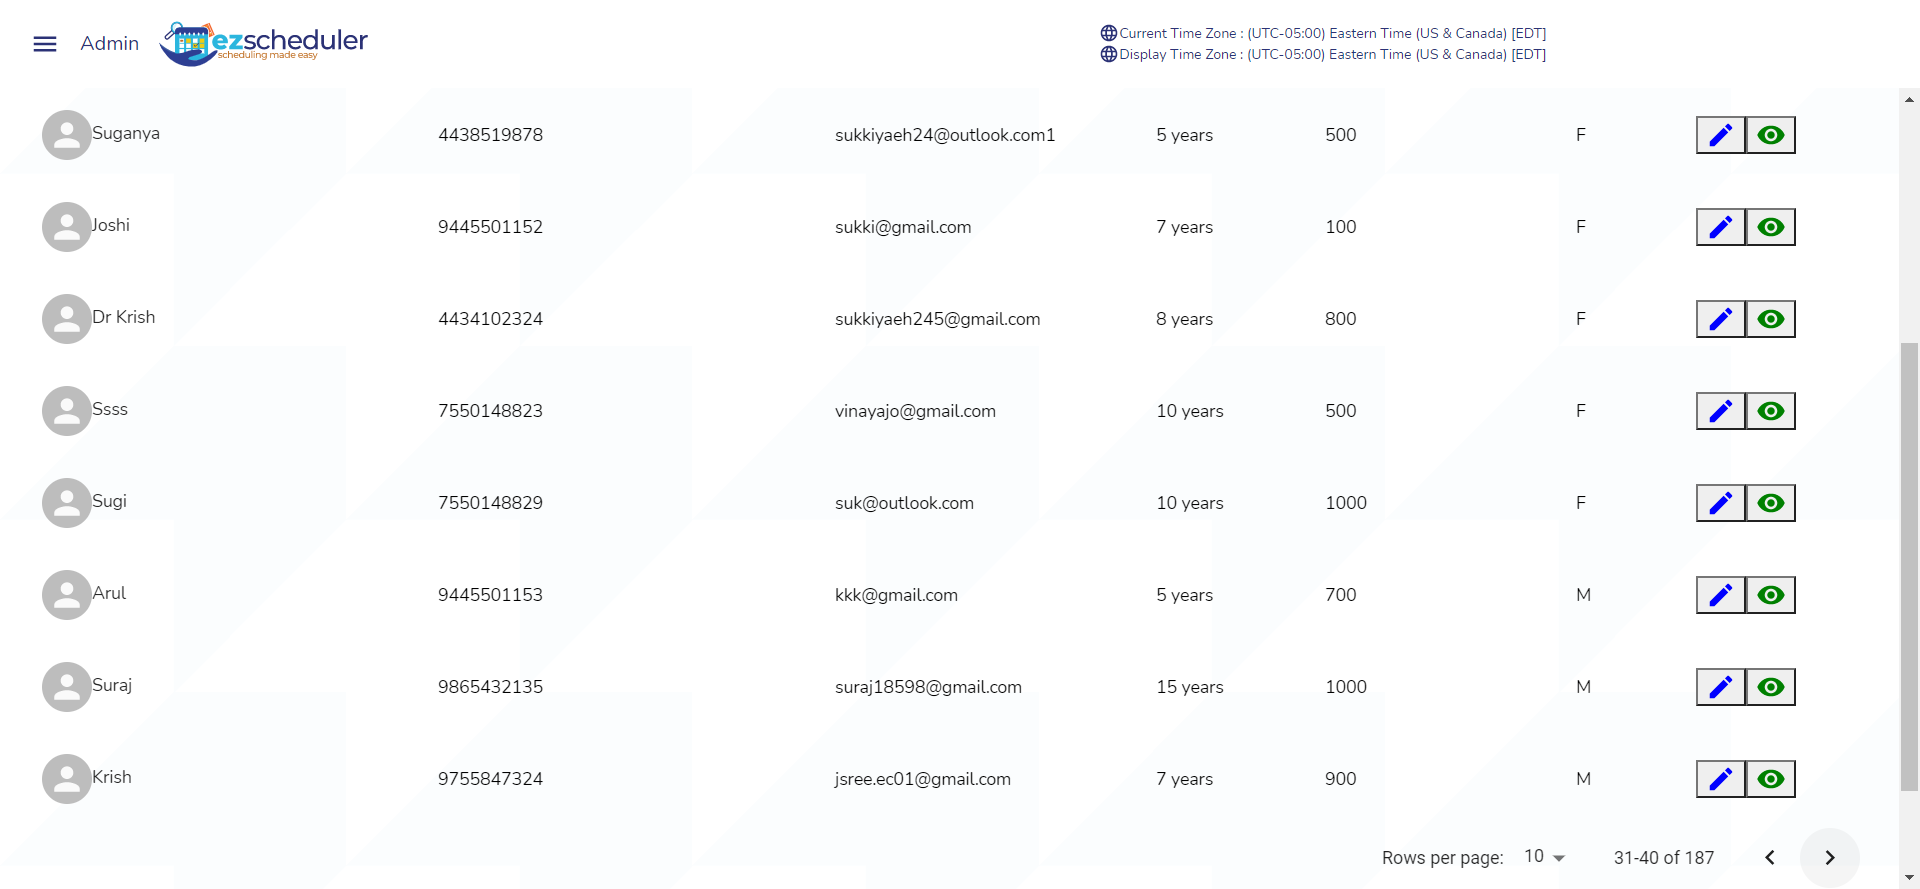 Admin
ezscheduler
scheduling made easy
Current Time Zone : (UTC-05:00) Eastern Time (US & Canada) [EDT]
Display Time Zone : (UTC-05:00) Eastern Time (US & Canada) [EDT]
Suganya 4438519878 sukkiyaeh24@outlook.com1 5 years 500 F
Joshi 9445501152 sukki@gmail.com 7 years 100 F
Dr Krish 4434102324 sukkiyaeh245@gmail.com 8 years 800 F
Ssss 7550148823 vinayajo@gmail.com 10 years 500 F
Sugi 7550148829 suk@outlook.com 10 years 1000 F
Arul 9445501153 kkk@gmail.com 5 years 700 M
Suraj 9865432135 suraj18598@gmail.com 15 years 1000 M
Krish 9755847324 jsree.ec01@gmail.com 7 years 900 M
Rows per page: 10 31-40 of 187